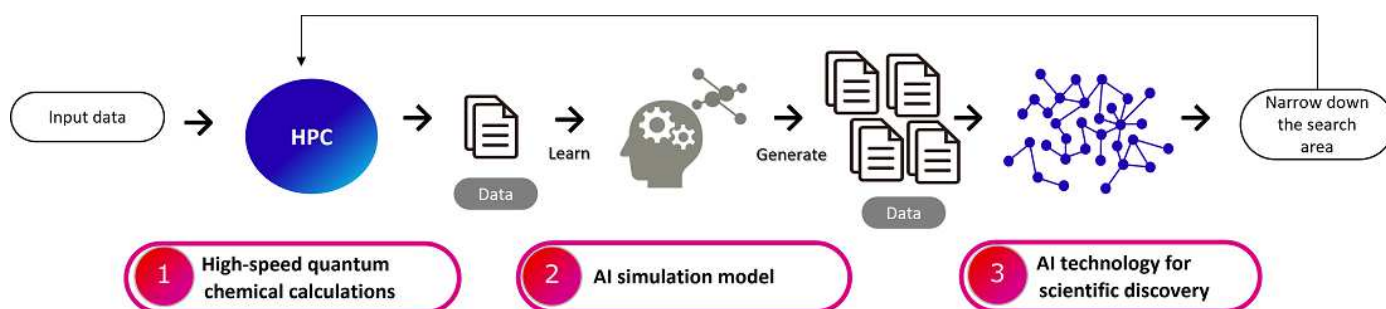 Input data
HPC
Data
Learn
Generate
Data
Narrow down
the search
area
1
High-speed quantum
chemical calculations
2
AI simulation model
3
AI technology for
scientific discovery